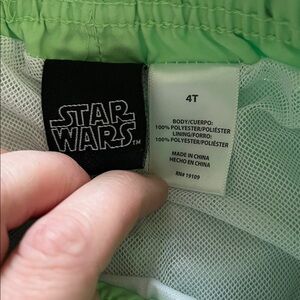 STAR
WARS
TM
4T
BODY/CUERPO:
100% POLYESTER/POLIÉSTER
LINING/FORRO:
100% POLYESTER/POLIÉSTER
MADE IN CHINA
HECHO EN CHINA
RN# 19109